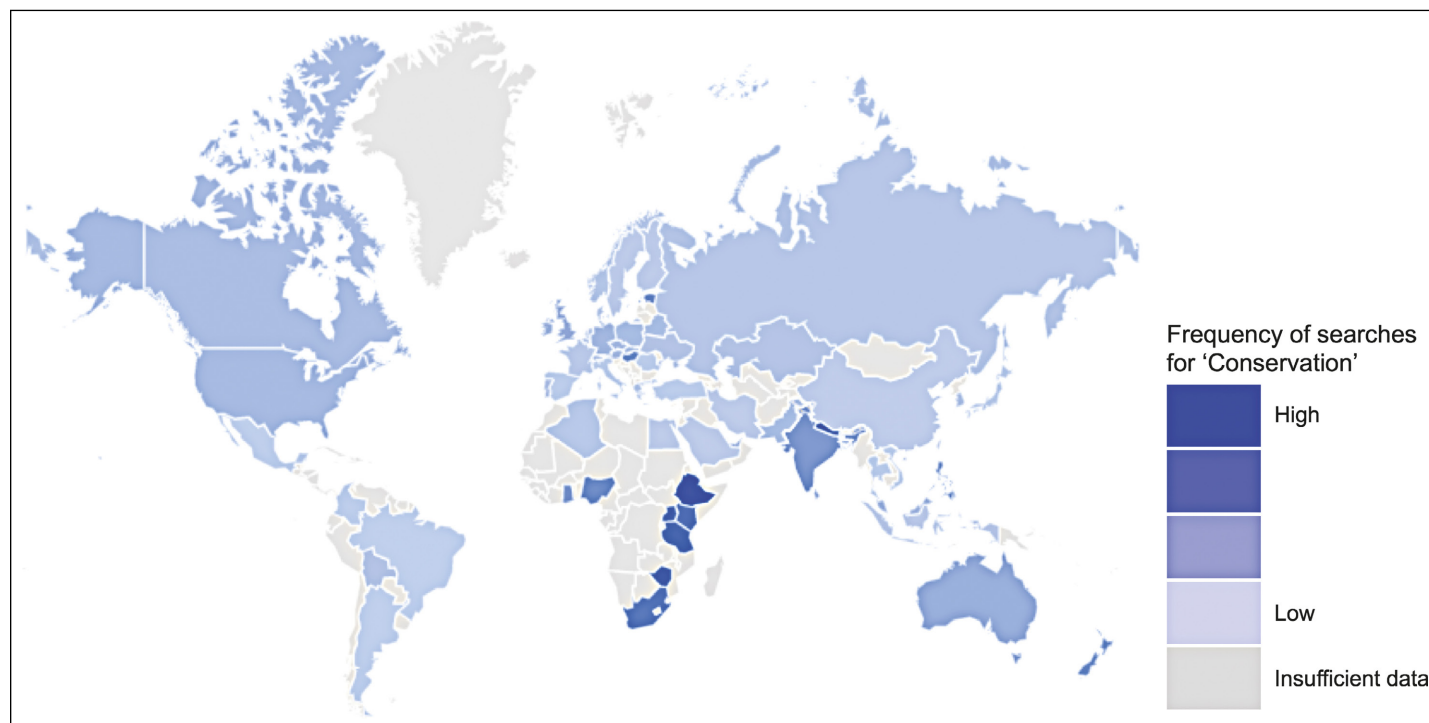 Frequency of searches
for ‘Conservation’
High
Low
Insufficient data